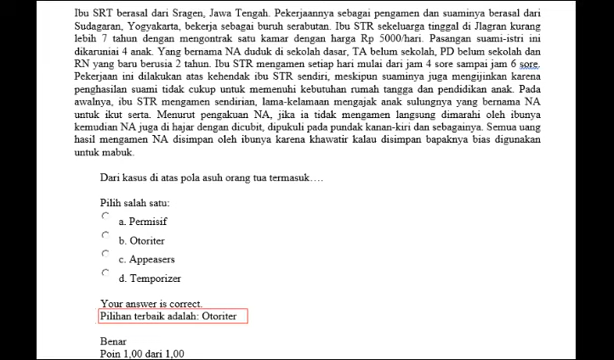 Ibu SRT berasal dari Sragen, Jawa Tengah. Pekerjaannya sebagai pengamen dan suaminya berasal dari
Sudagaran, Yogyakarta, bekerja sebagai buruh serabutan. Ibu SRT sekeluarga tinggal di Jlagran kurang
lebih 7 tahun dengan mengontrak satu kamar dengan harga Rp 5000/hari. Pasangan suami-istri ini
dikaruniai 4 anak. Yang bernama NA duduk di sekolah dasar, TA belum sekolah, PD belum sekolah dan
RN yang baru berusia 2 tahun. Ibu SRT mengamen setiap hari mulai dari jam 4 sore sampai jam 6 sore.
Pekerjaan ini dilakukan atas kehendak ibu SRT sendiri, meskipun suaminya juga mengijinkan karena
penghasilan suami tidak cukup untuk memenuhi kebutuhan rumah tangga dan pendidikan anak. Pada
awalnya, ibu SRT mengamen sendirian, lama-kelamaan mengajak anak sulungnya yang bernama NA
untuk ikut serta. Menurut pengakuan NA, jika ia tidak mengamen langsung dimarahi oleh ibunya
kemudian NA juga di hajar dengan dicubit, dipukuli pada pundak kanan-kiri dan sebagainya. Semua uang
hasil mengamen NA disimpan oleh ibunya karena khawatir kalau disimpan bapaknya bias digunakan
untuk mabuk.
Dari kasus di atas pola asuh orang tua termasuk….
Pilih salah satu:
a. Permisif
b. Otoriter
c. Appeasers
d. Temporizer
Your answer is correct.
Pilihan terbaik adalah: Otoriter
Benar
Poin 1,00 dari 1,00